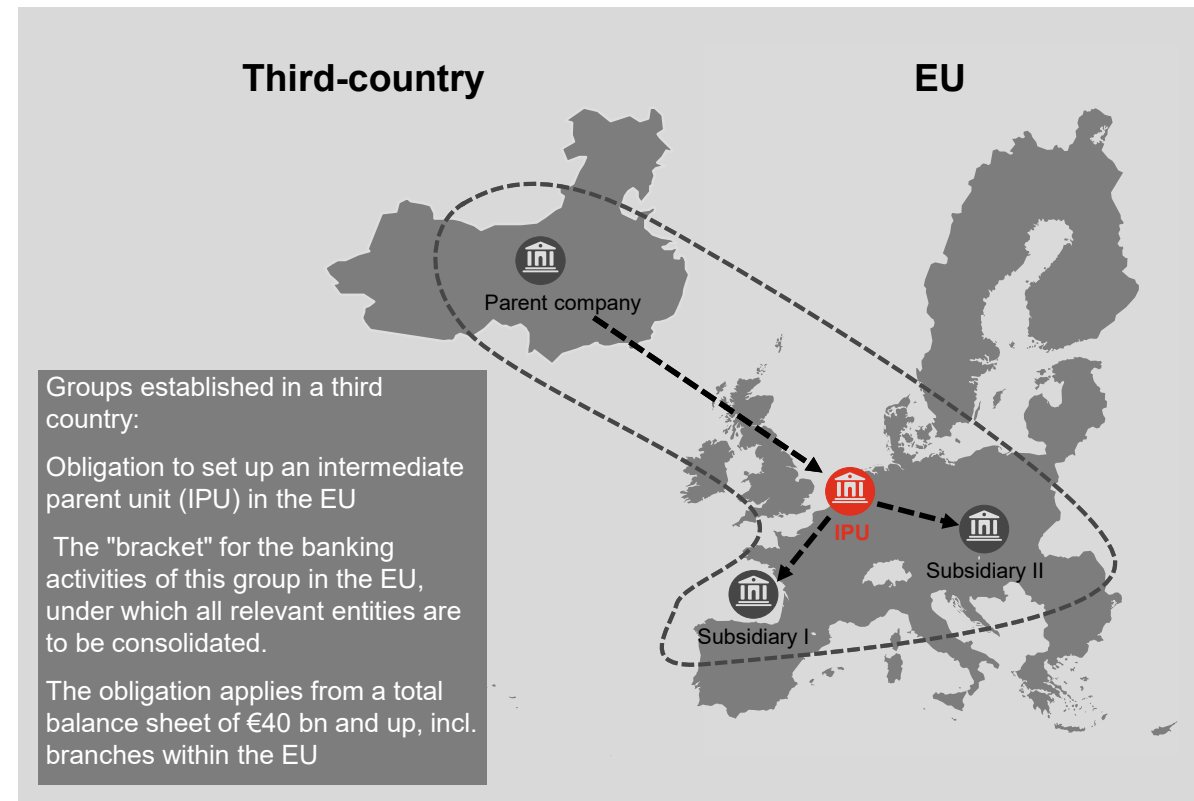 Third-country
EU
Parent company
Groups established in a third
country:
Obligation to set up an intermediate
parent unit (IPU) in the EU
The "bracket" for the banking
activities of this group in the EU,
under which all relevant entities are
to be consolidated.
The obligation applies from a total
balance sheet of €40 bn and up, incl.
branches within the EU
IPU
Subsidiary II
Subsidiary I